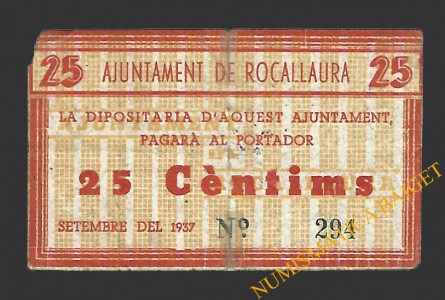 25 AJUNTAMENT DE ROCALLAURA 25
LA DIPOSITARIA D'AQUEST AJUNTAMENT,
PAGARÀ AL PORTADOR
25 Cèntims
SETEMBRE DEL 1937 Nº 294
NUMISMATICA BAGET